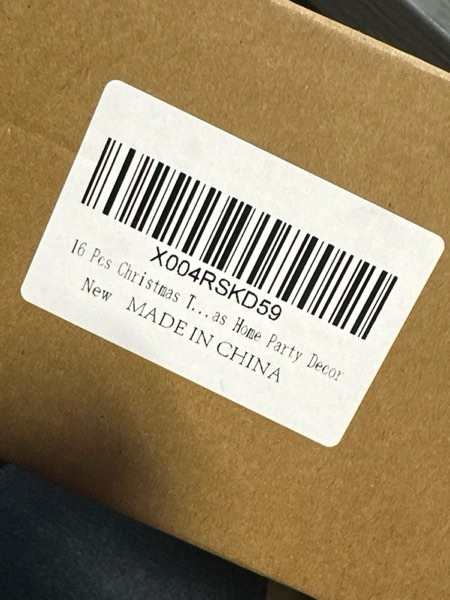 X004RSKD59
16 Pcs Christmas T...as Home Party Decor
New MADE IN CHINA